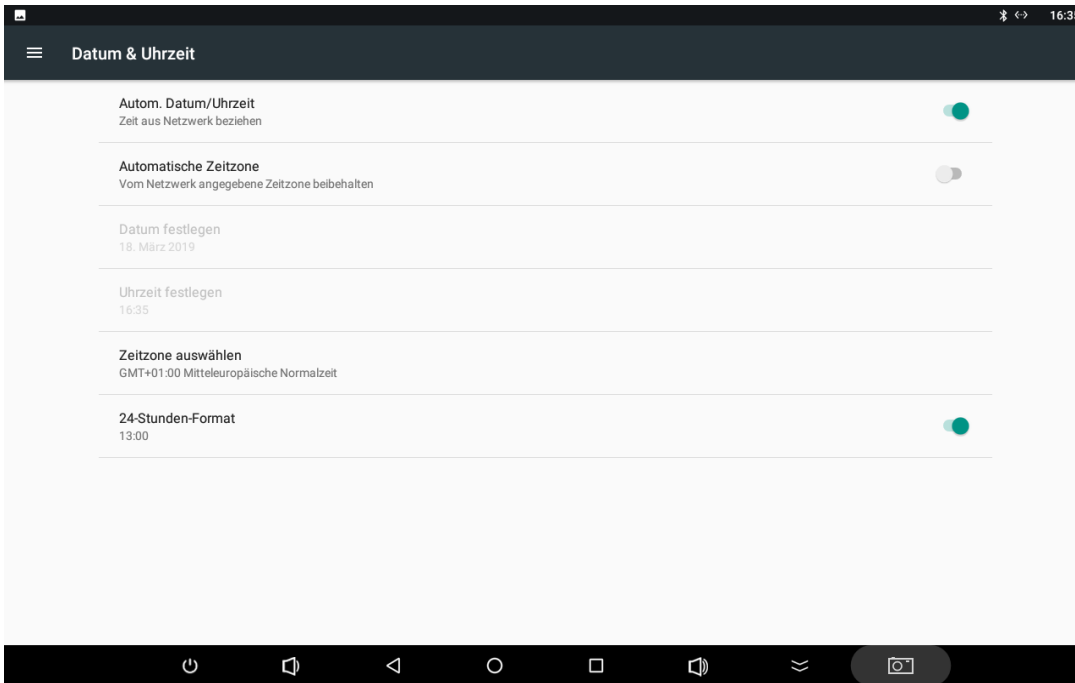 16:35
Datum & Uhrzeit
Autom. Datum/Uhrzeit
Zeit aus Netzwerk beziehen
Automatische Zeitzone
Vom Netzwerk angegebene Zeitzone beibehalten
Datum festlegen
18. März 2019
Uhrzeit festlegen
16:35
Zeitzone auswählen
GMT+01:00 Mitteleuropäische Normalzeit
24-Stunden-Format
13:00